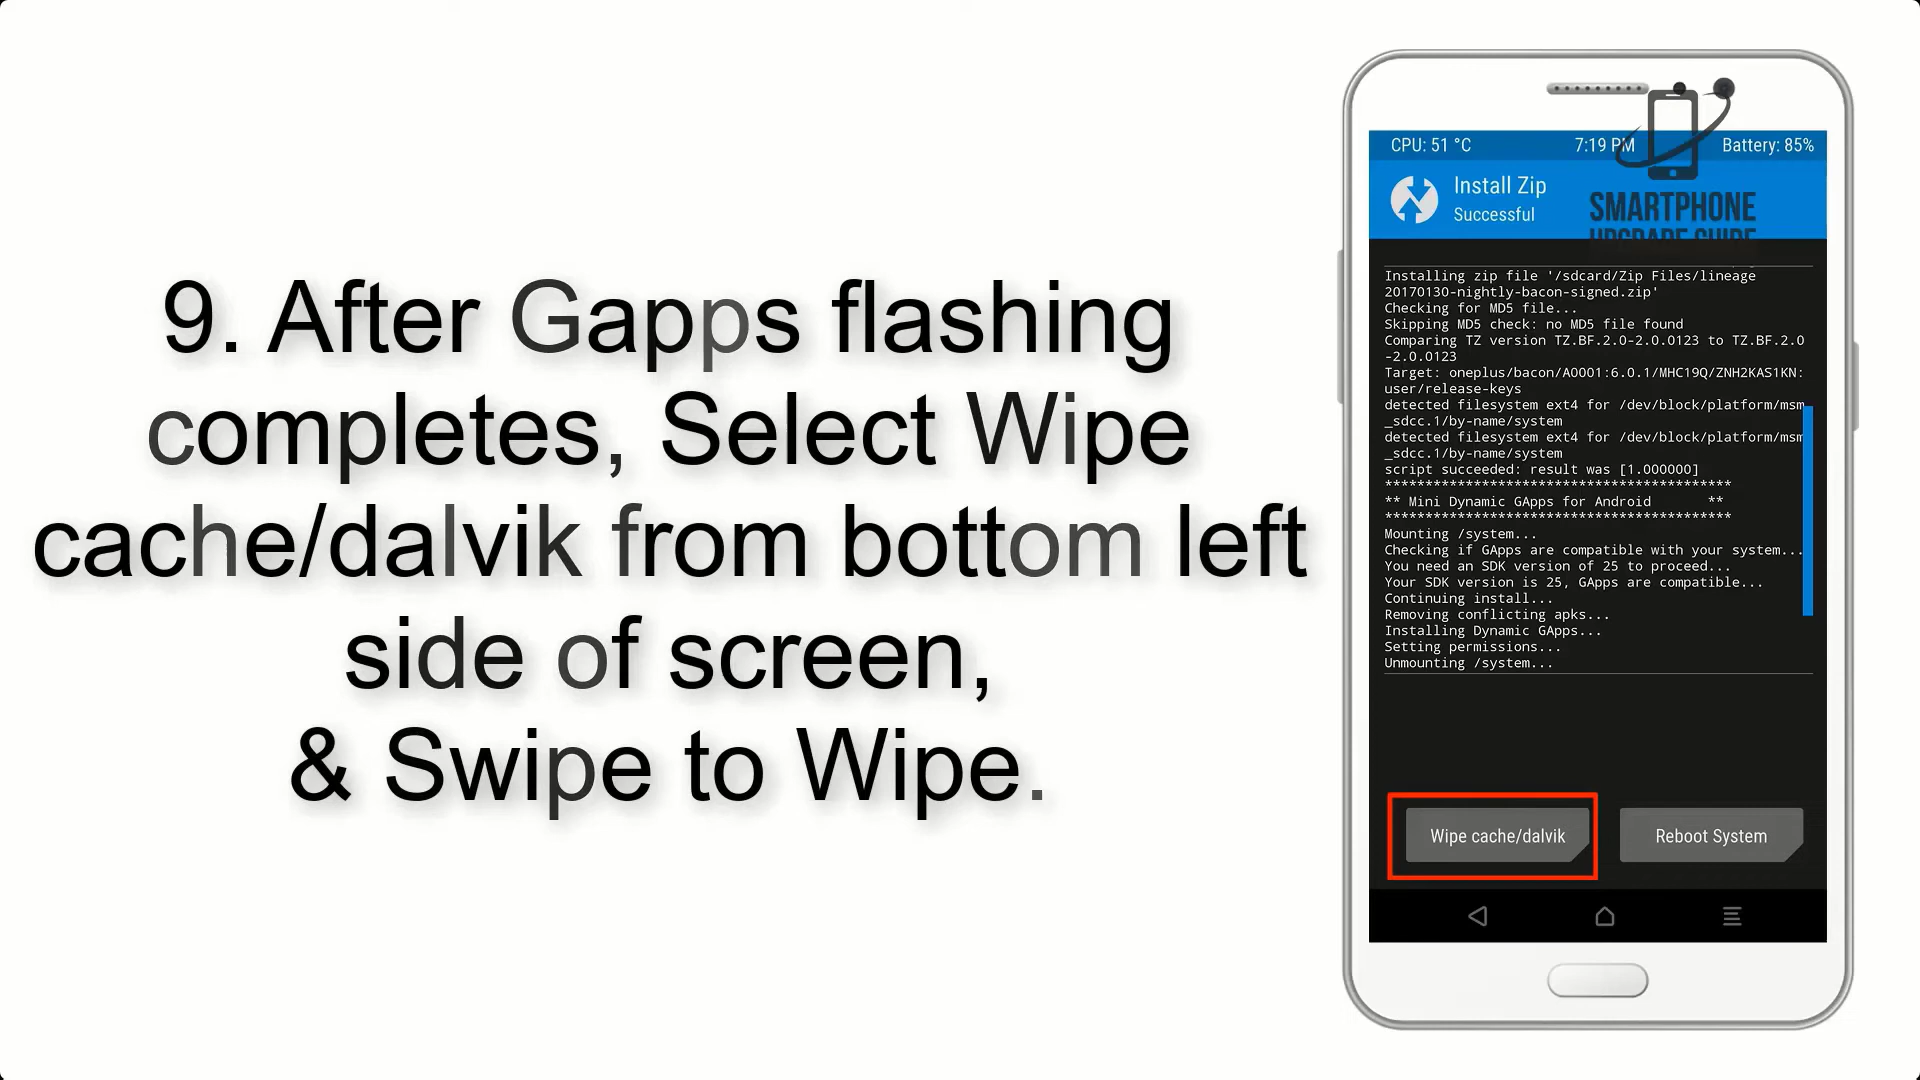 9. After Gapps flashing
completes, Select Wipe
cache/dalvik from bottom left
side of screen,
& Swipe to Wipe.
CPU: 51 °C 7:19 PM Battery: 85%
Install Zip
Successful
SMARTPHONE
UPGRADE GUIDE
Installing zip file '/sdcard/Zip Files/lineage
20170130-nightly-bacon-signed.zip'
Checking for MD5 file...
Skipping MD5 check: no MD5 file found
Comparing TZ version TZ.BF.2.0-2.0.0123 to TZ.BF.2.0
-2.0.0123
Target: oneplus/bacon/A0001:6.0.1/MHC19Q/ZNH2KAS1KN:
user/release-keys
detected filesystem ext4 for /dev/block/platform/msm
_sdcc.1/by-name/system
detected filesystem ext4 for /dev/block/platform/msm
_sdcc.1/by-name/system
script succeeded: result was [1.000000]
*******************************************
** Mini Dynamic GApps for Android **
*******************************************
Mounting /system...
Checking if GApps are compatible with your system...
You need an SDK version of 25 to proceed...
Your SDK version is 25, GApps are compatible...
Continuing install...
Removing conflicting apks...
Installing Dynamic GApps...
Setting permissions...
Unmounting /system...
Wipe cache/dalvik Reboot System